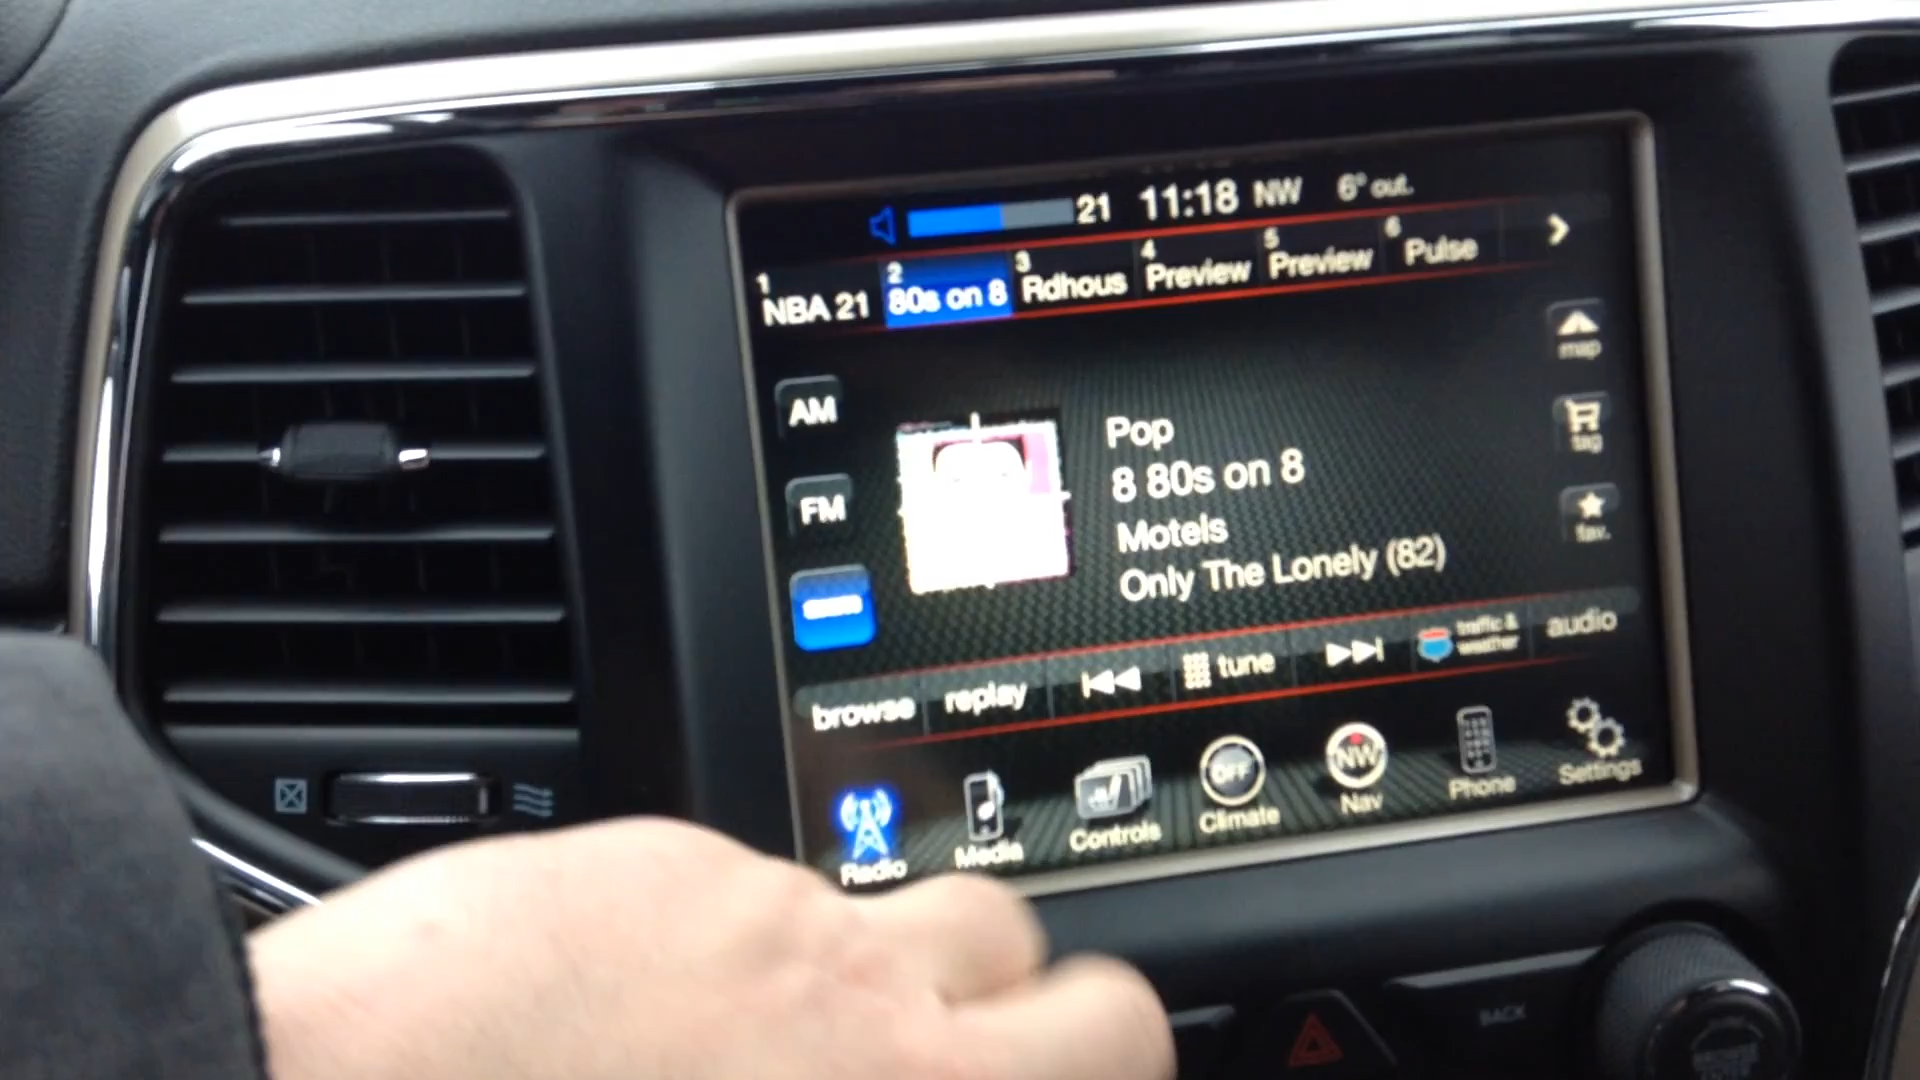 21 11:18 NW 6° out.
1 NBA 21
2 80s on 8
3 Rdhous
4 Preview
5 Preview
6 Pulse
map
AM
Pop
tag
8 80s on 8
FM
Motels
fav.
Only The Lonely (82)
browse
replay
tune
traffic & weather
audio
Radio
Media
Controls
OFF
Climate
NW
Nav
Phone
Settings
BACK